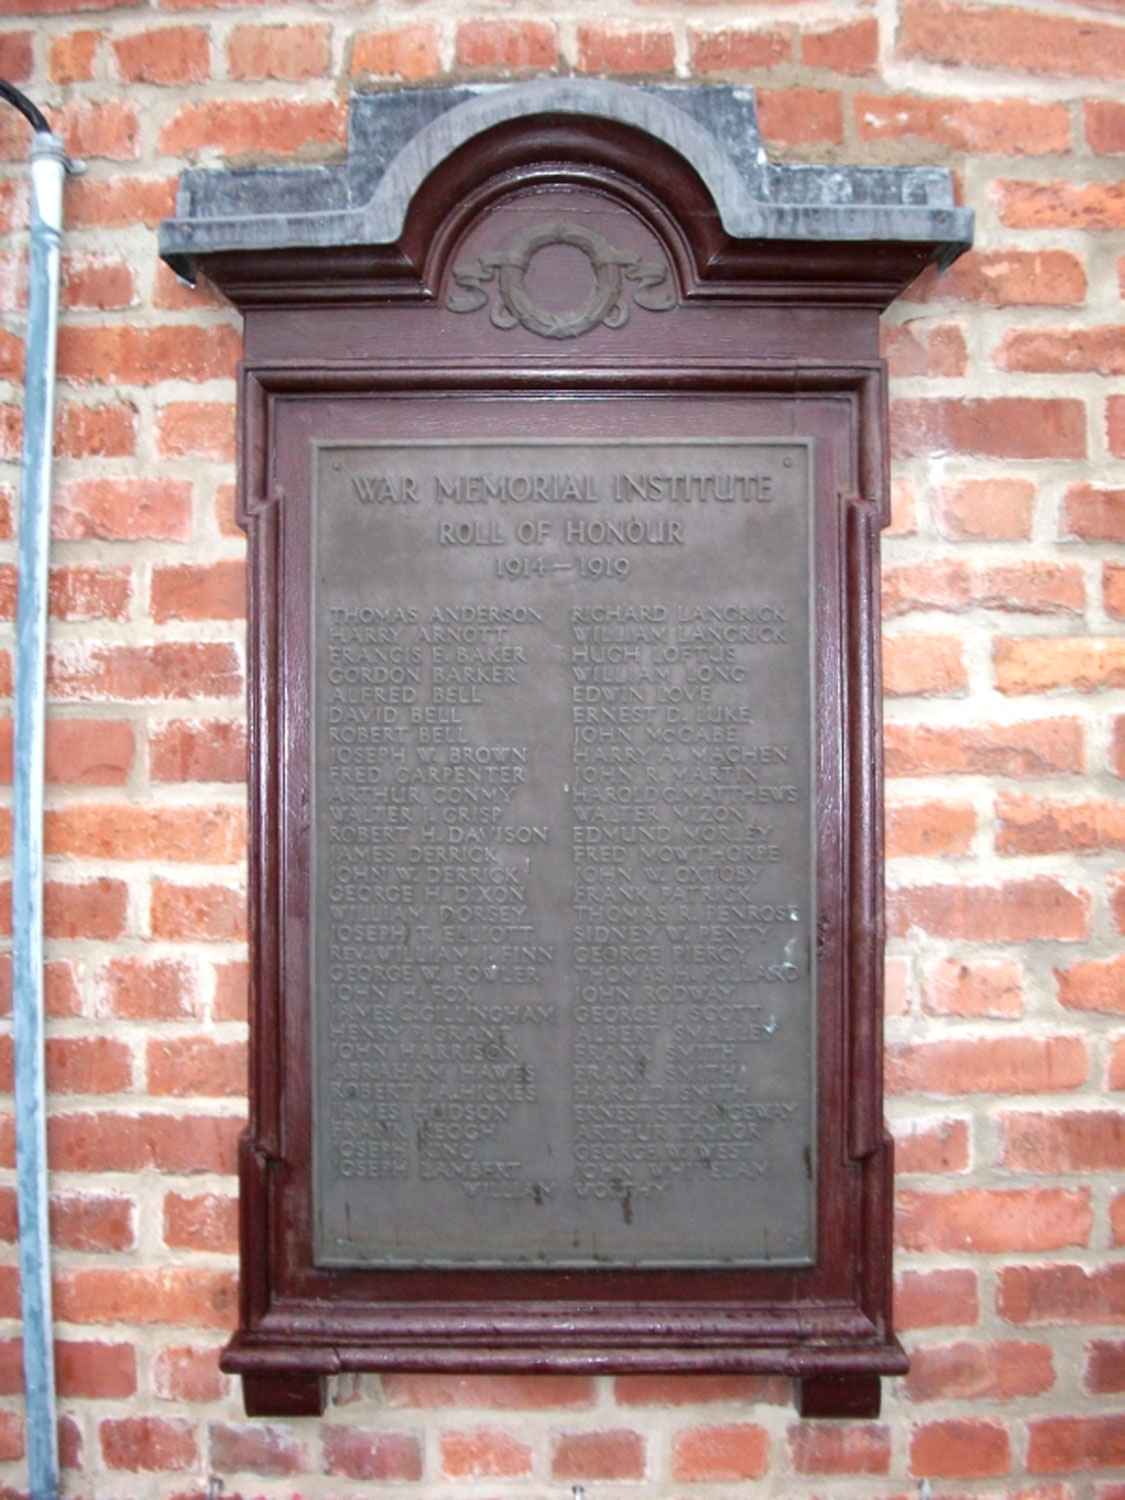 WAR MEMORIAL INSTITUTE
ROLL OF HONOUR
1914—1919
THOMAS ANDERSON
HARRY ARNOTT
FRANCIS E. BAKER
GORDON BARKER
ALFRED BELL
DAVID BELL
ROBERT BELL
JOSEPH W. BROWN
FRED CARPENTER
ARTHUR CONMY
WALTER J. CRISP
ROBERT H. DAVISON
JAMES DERRICK
JOHN W. DERRICK
GEORGE H. DIXON
WILLIAM DORSEY
JOSEPH T. ELLIOTT
REV. WILLIAM J. FINN
GEORGE W. FOWLER
JOHN H. FOX
JAMES C. GILLINGHAM
HENRY P. GRANT
JOHN HARRISON
ABRAHAM HAWES
ROBERT A. HICKES
JAMES HUDSON
FRANK KEOGH
JOSEPH KING
JOSEPH LAMBERT
RICHARD LANGRICK
WILLIAM LANGRICK
HUGH LOFTUS
WILLIAM LONG
EDWIN LOVE
ERNEST D. LUKE
JOHN McCABE
HARRY A. MACHEN
JOHN R. MARTIN
HAROLD G. MATTHEWS
WALTER MIZON
EDMUND MORLEY
FRED MOWTHORPE
JOHN W. OXTOBY
FRANK PATRICK
THOMAS R. PENROSE
SIDNEY W. PENTY
GEORGE PIERCY
THOMAS H. POLLARD
JOHN RODWAY
GEORGE J. SCOTT
ALBERT SMALLEY
FRANK SMITH
FRANK SMITH
HAROLD SMITH
ERNEST STRANGEWAY
ARTHUR TAYLOR
GEORGE W. WEST
JOHN WHITELAM
WILLIAM WORTHY